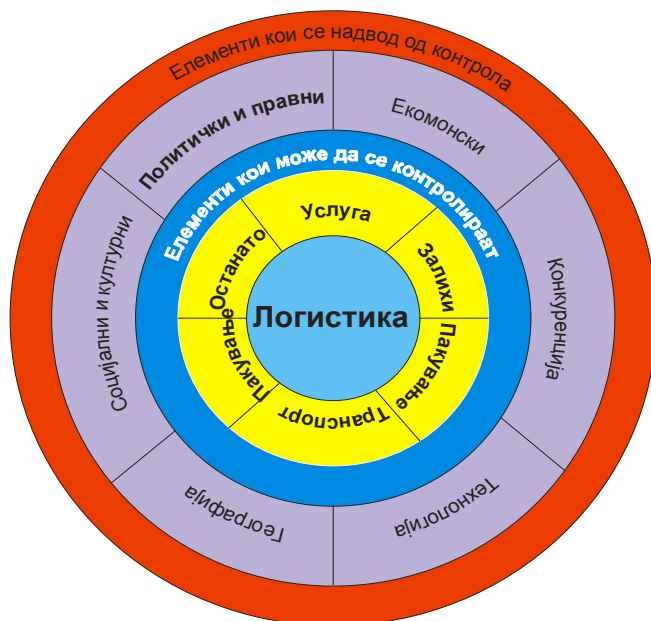 Елементи кои се надвод од контрола
Политички и правни
Екомонски
Конкуренција
Технологија
Географија
Социјални и културни
Елементи кои може да се контролираат
Услуга
Залихи
Пакување
Транспорт
Пакување
Останато
Логистика